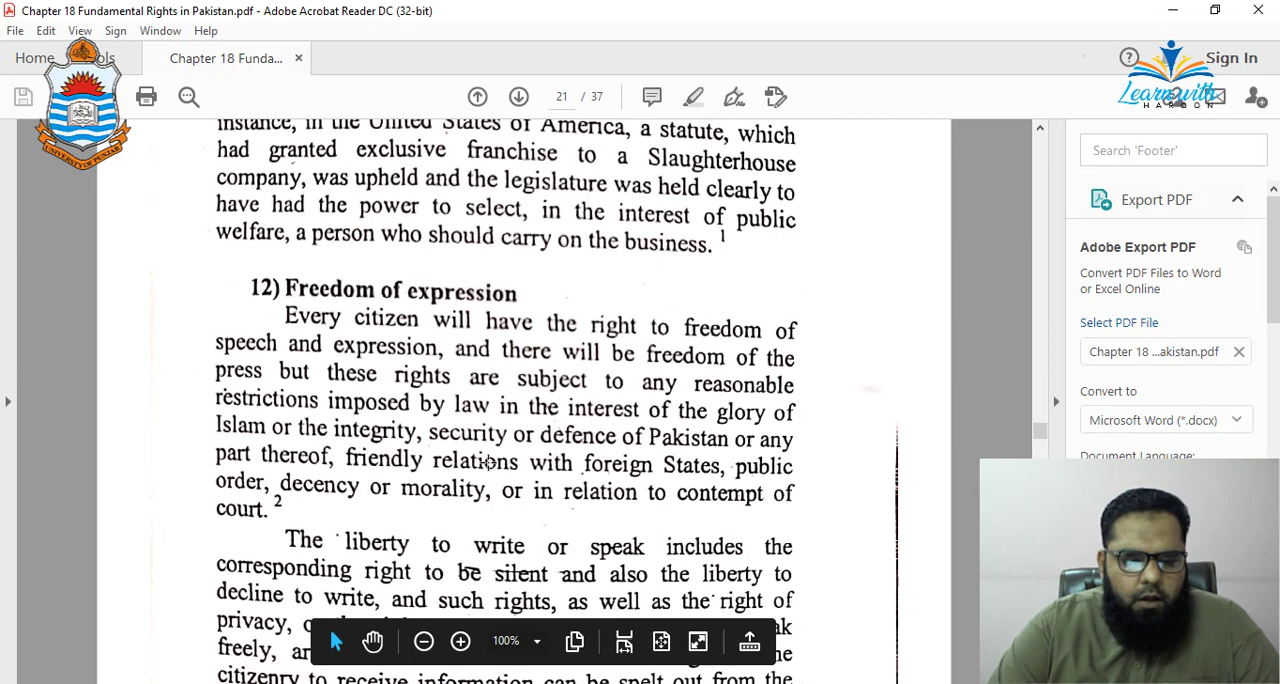 Chapter 18 Fundamental Rights in Pakistan.pdf - Adobe Acrobat Reader DC (32-bit)
File Edit View Sign Window Help
Home
Chapter 18 Funda... ×
Sign In
UNIVERSITY OF PUNJAB
Learn with
HAROON
21 / 37
instance, in the United States of America, a statute, which
had granted exclusive franchise to a Slaughterhouse
company, was upheld and the legislature was held clearly to
have had the power to select, in the interest of public
welfare, a person who should carry on the business. 1
12) Freedom of expression
Every citizen will have the right to freedom of
speech and expression, and there will be freedom of the
press but these rights are subject to any reasonable
restrictions imposed by law in the interest of the glory of
Islam or the integrity, security or defence of Pakistan or any
part thereof, friendly relations with foreign States, public
order, decency or morality, or in relation to contempt of
court. 2
The liberty to write or speak includes the
corresponding right to be silent and also the liberty to
decline to write, and such rights, as well as the right of
privacy,
freely,
citizenry to receive information can be spelt out from the
100%
Search 'Footer'
Export PDF
Adobe Export PDF
Convert PDF Files to Word
or Excel Online
Select PDF File
Chapter 18 ...akistan.pdf ×
Convert to
Microsoft Word (*.docx)
Document Language: